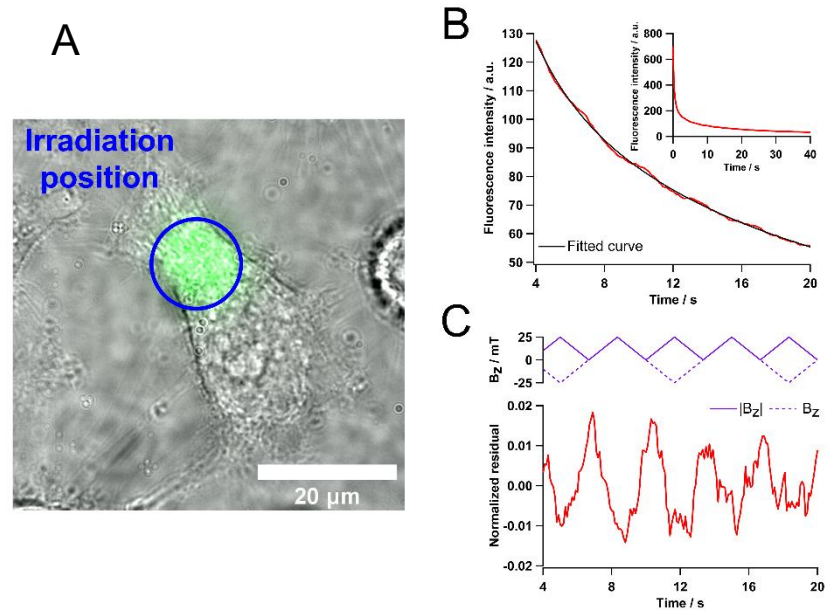 A
Irradiation
position
20 µm
B
Fluorescence intensity / a.u.
130
120
110
100
90
80
70
60
50
4 8 12 16 20
Time / s
Fitted curve
Fluorescence intensity / a.u.
800
600
400
200
0
0 10 20 30 40
Time / s
C
Bz / mT
25
0
-25
|Bz| Bz
Normalized residual
0.02
0.01
0.00
-0.01
-0.02
4 8 12 16 20
Time / s